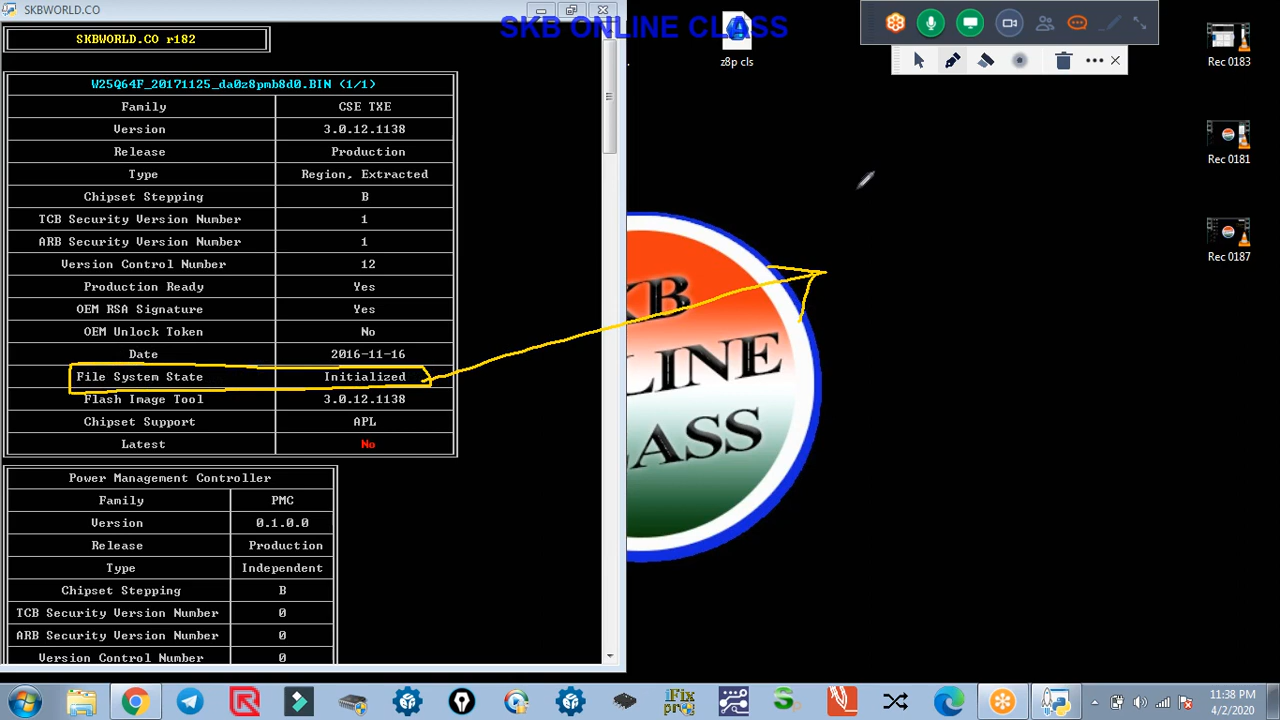 SKBWORLD.CO
SKB ONLINE CLASS
SKBWORLD.CO r182
W25Q64F_20171125_da0z8pmb8d0.BIN (1/1)
Family CSE TXE
Version 3.0.12.1138
Release Production
Type Region, Extracted
Chipset Stepping B
TCB Security Version Number 1
ARB Security Version Number 1
Version Control Number 12
Production Ready Yes
OEM RSA Signature Yes
OEM Unlock Token No
Date 2016-11-16
File System State Initialized
Flash Image Tool 3.0.12.1138
Chipset Support APL
Latest No
Power Management Controller
Family PMC
Version 0.1.0.0
Release Production
Type Independent
Chipset Stepping B
TCB Security Version Number 0
ARB Security Version Number 0
Version Control Number 0
z8p cls
Rec 0183
Rec 0181
Rec 0187
KB
LINE
ASS
iFix
prog
11:38 PM
4/2/2020